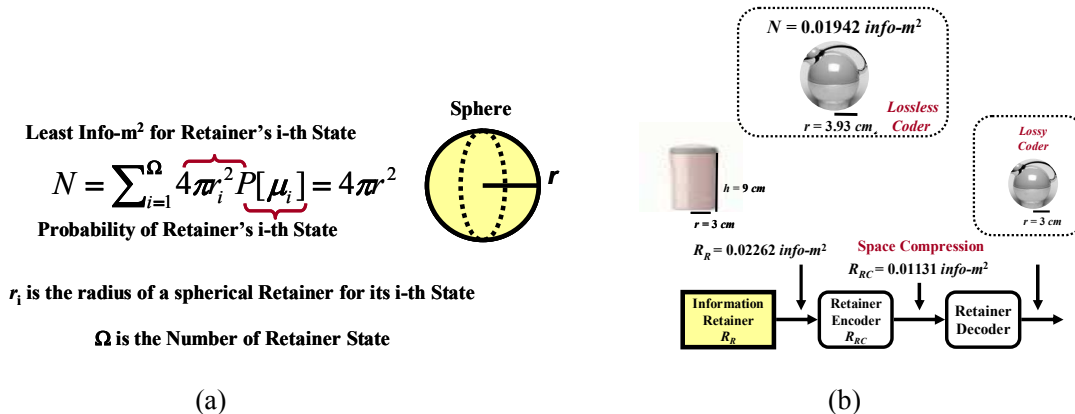 Sphere
Least Info-m² for Retainer's i-th State
N = ∑_{i=1}^{Ω} 4πr_i² P[μ_i] = 4πr²
r
Probability of Retainer's i-th State
r_i is the radius of a spherical Retainer for its i-th State
Ω is the Number of Retainer State
(a)
N = 0.01942 info-m²
Lossless
Coder
r = 3.93 cm
Lossy
Coder
r = 3 cm
h = 9 cm
r = 3 cm
R_R = 0.02262 info-m²
Space Compression
R_RC = 0.01131 info-m²
Information
Retainer
R_R
Retainer
Encoder
R_RC
Retainer
Decoder
(b)